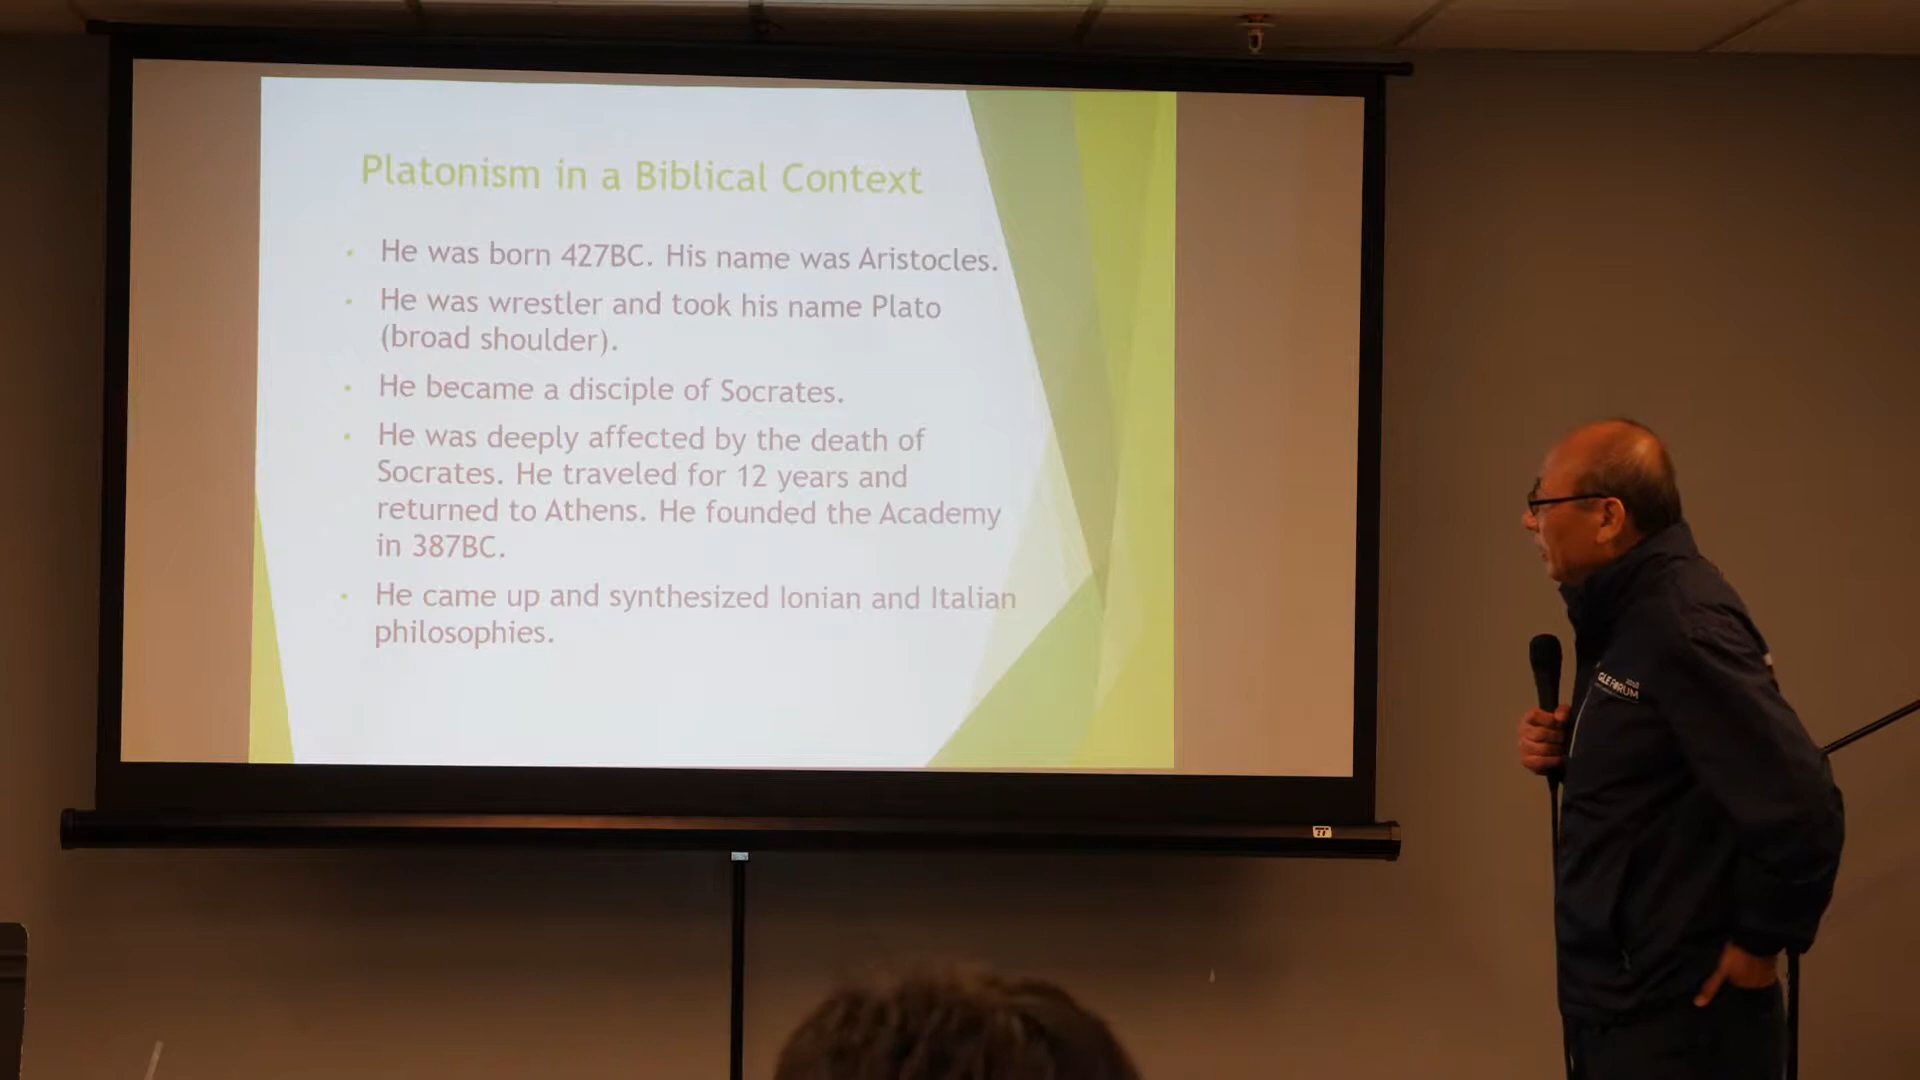 Platonism in a Biblical Context
He was born 427BC. His name was Aristocles.
He was wrestler and took his name Plato
(broad shoulder).
He became a disciple of Socrates.
He was deeply affected by the death of
Socrates. He traveled for 12 years and
returned to Athens. He founded the Academy
in 387BC.
He came up and synthesized Ionian and Italian
philosophies.
2018
GLE FORUM